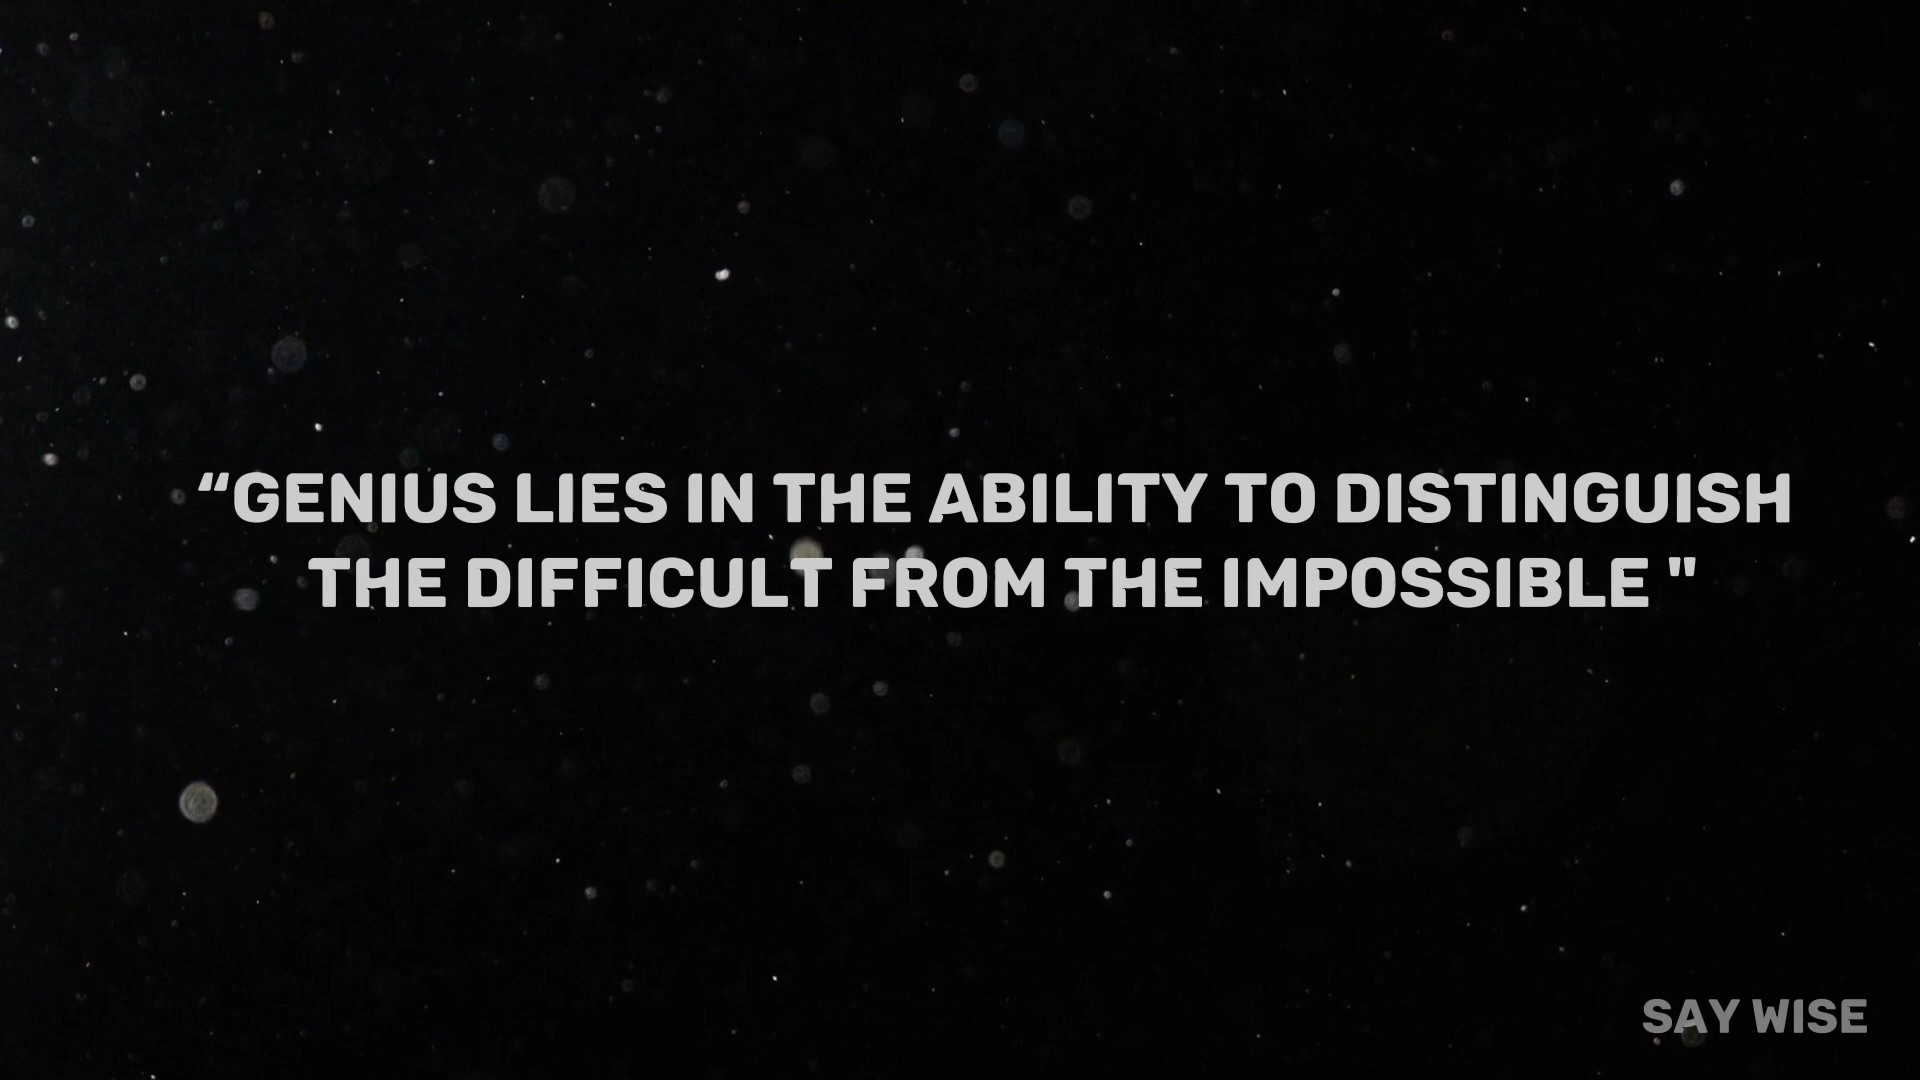 “GENIUS LIES IN THE ABILITY TO DISTINGUISH
THE DIFFICULT FROM THE IMPOSSIBLE "
SAY WISE